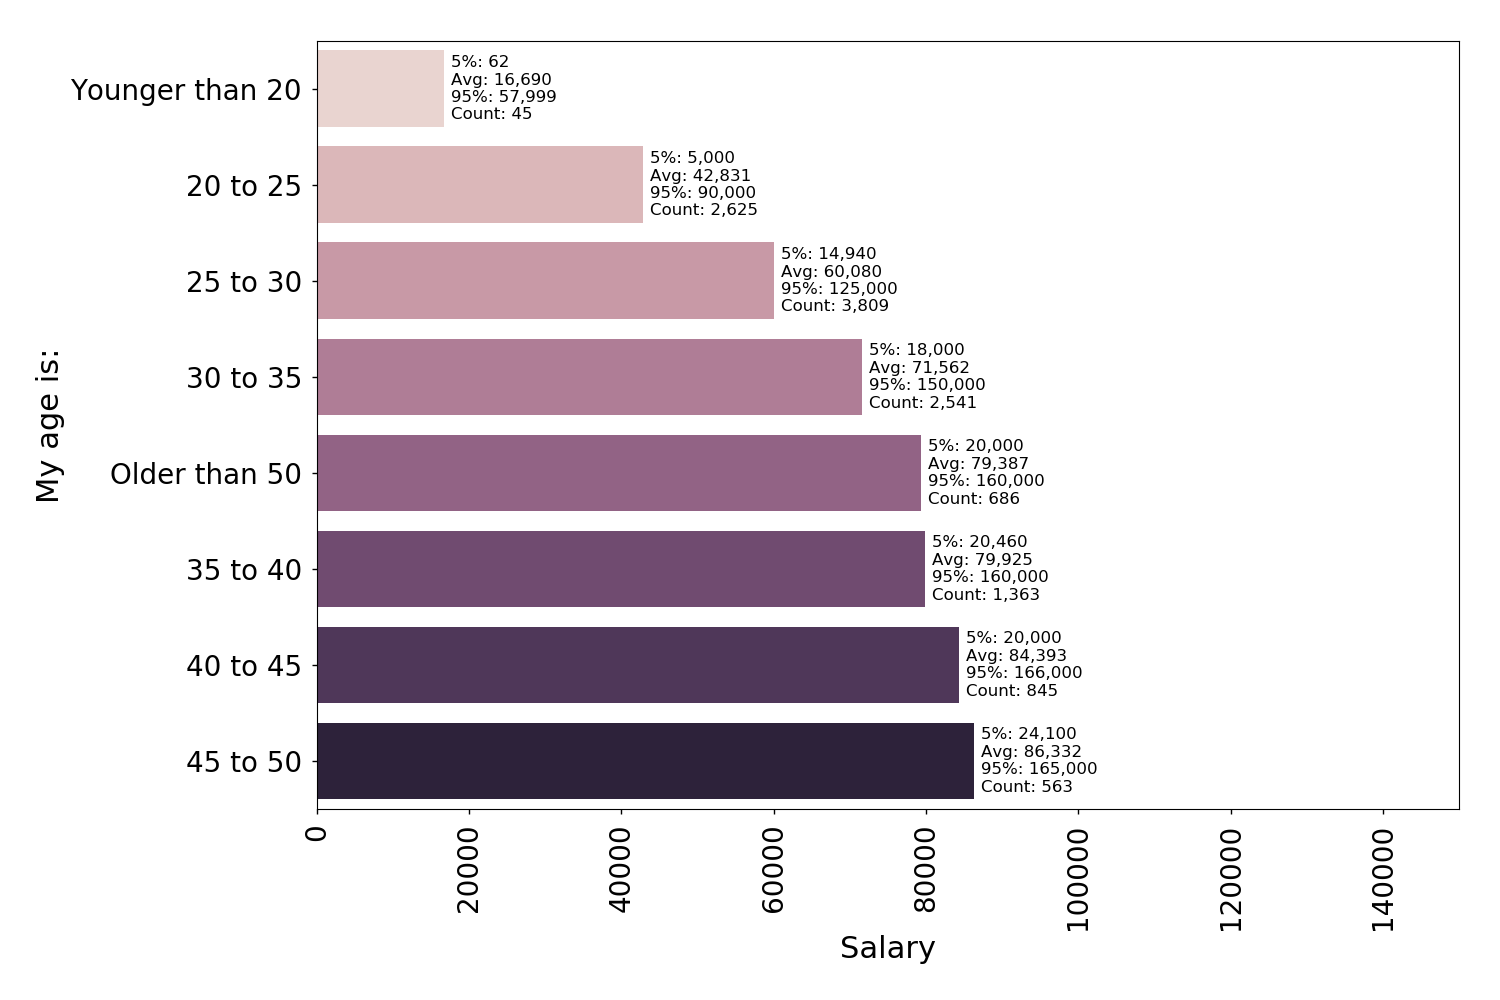 My age is:
Younger than 20
5%: 62
Avg: 16,690
95%: 57,999
Count: 45
20 to 25
5%: 5,000
Avg: 42,831
95%: 90,000
Count: 2,625
25 to 30
5%: 14,940
Avg: 60,080
95%: 125,000
Count: 3,809
30 to 35
5%: 18,000
Avg: 71,562
95%: 150,000
Count: 2,541
Older than 50
5%: 20,000
Avg: 79,387
95%: 160,000
Count: 686
35 to 40
5%: 20,460
Avg: 79,925
95%: 160,000
Count: 1,363
40 to 45
5%: 20,000
Avg: 84,393
95%: 166,000
Count: 845
45 to 50
5%: 24,100
Avg: 86,332
95%: 165,000
Count: 563
0
20000
40000
60000
80000
100000
120000
140000
Salary